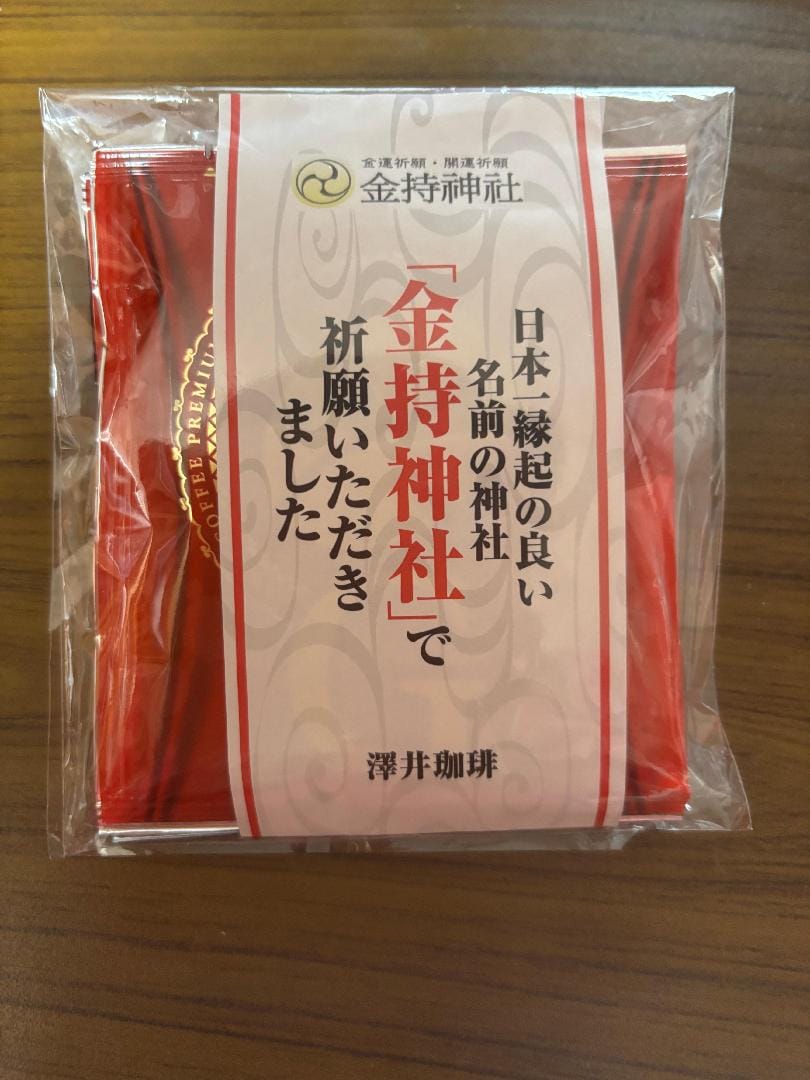 金運祈願・開運祈願
金持神社
日本一縁起の良い
名前の神社
「金持神社」で
祈願いただき
ました
澤井珈琲
COFFEE PREMIUM